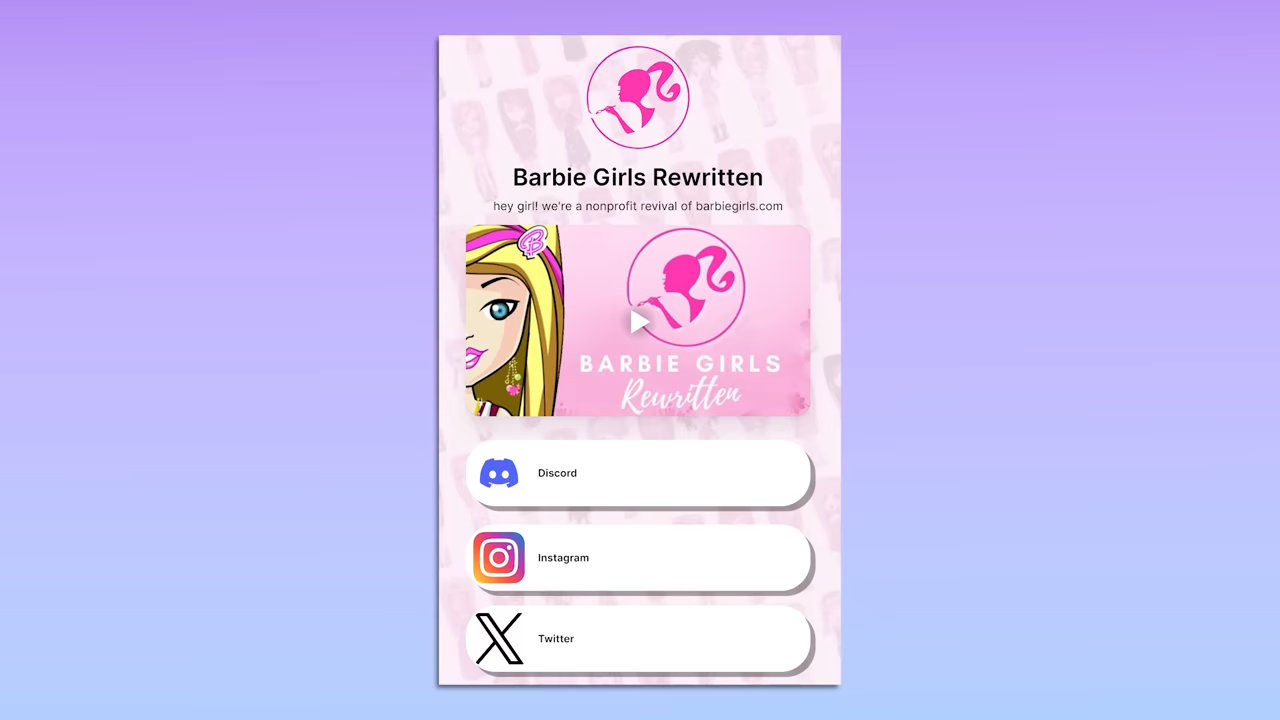 Barbie Girls Rewritten
hey girl! we're a nonprofit revival of barbiegirls.com
B
BARBIE GIRLS
Rewritten
Discord
Instagram
Twitter